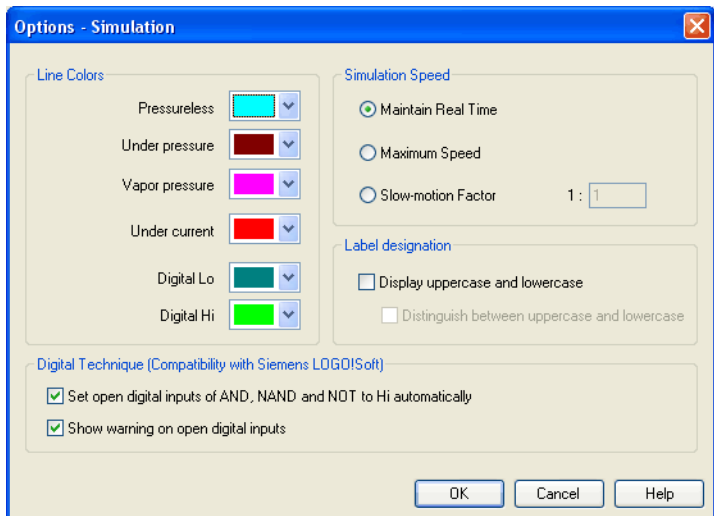 Options - Simulation
Line Colors
Pressureless
Under pressure
Vapor pressure
Under current
Digital Lo
Digital Hi
Simulation Speed
Maintain Real Time
Maximum Speed
Slow-motion Factor 1 : 1
Label designation
Display uppercase and lowercase
Distinguish between uppercase and lowercase
Digital Technique (Compatibility with Siemens LOGO!Soft)
Set open digital inputs of AND, NAND and NOT to Hi automatically
Show warning on open digital inputs
OK Cancel Help